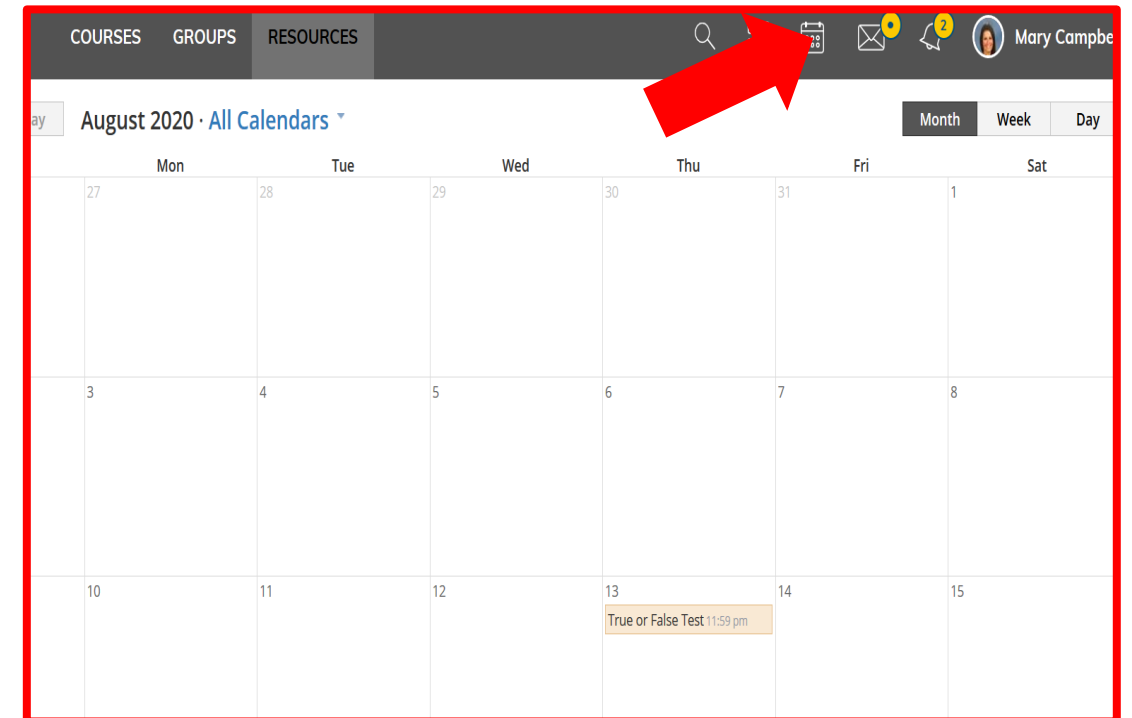 COURSES GROUPS RESOURCES 2 Mary Campbe
ay August 2020 · All Calendars Month Week Day
Mon Tue Wed Thu Fri Sat
27 28 29 30 31 1
3 4 5 6 7 8
10 11 12 13 14 15
True or False Test 11:59 pm